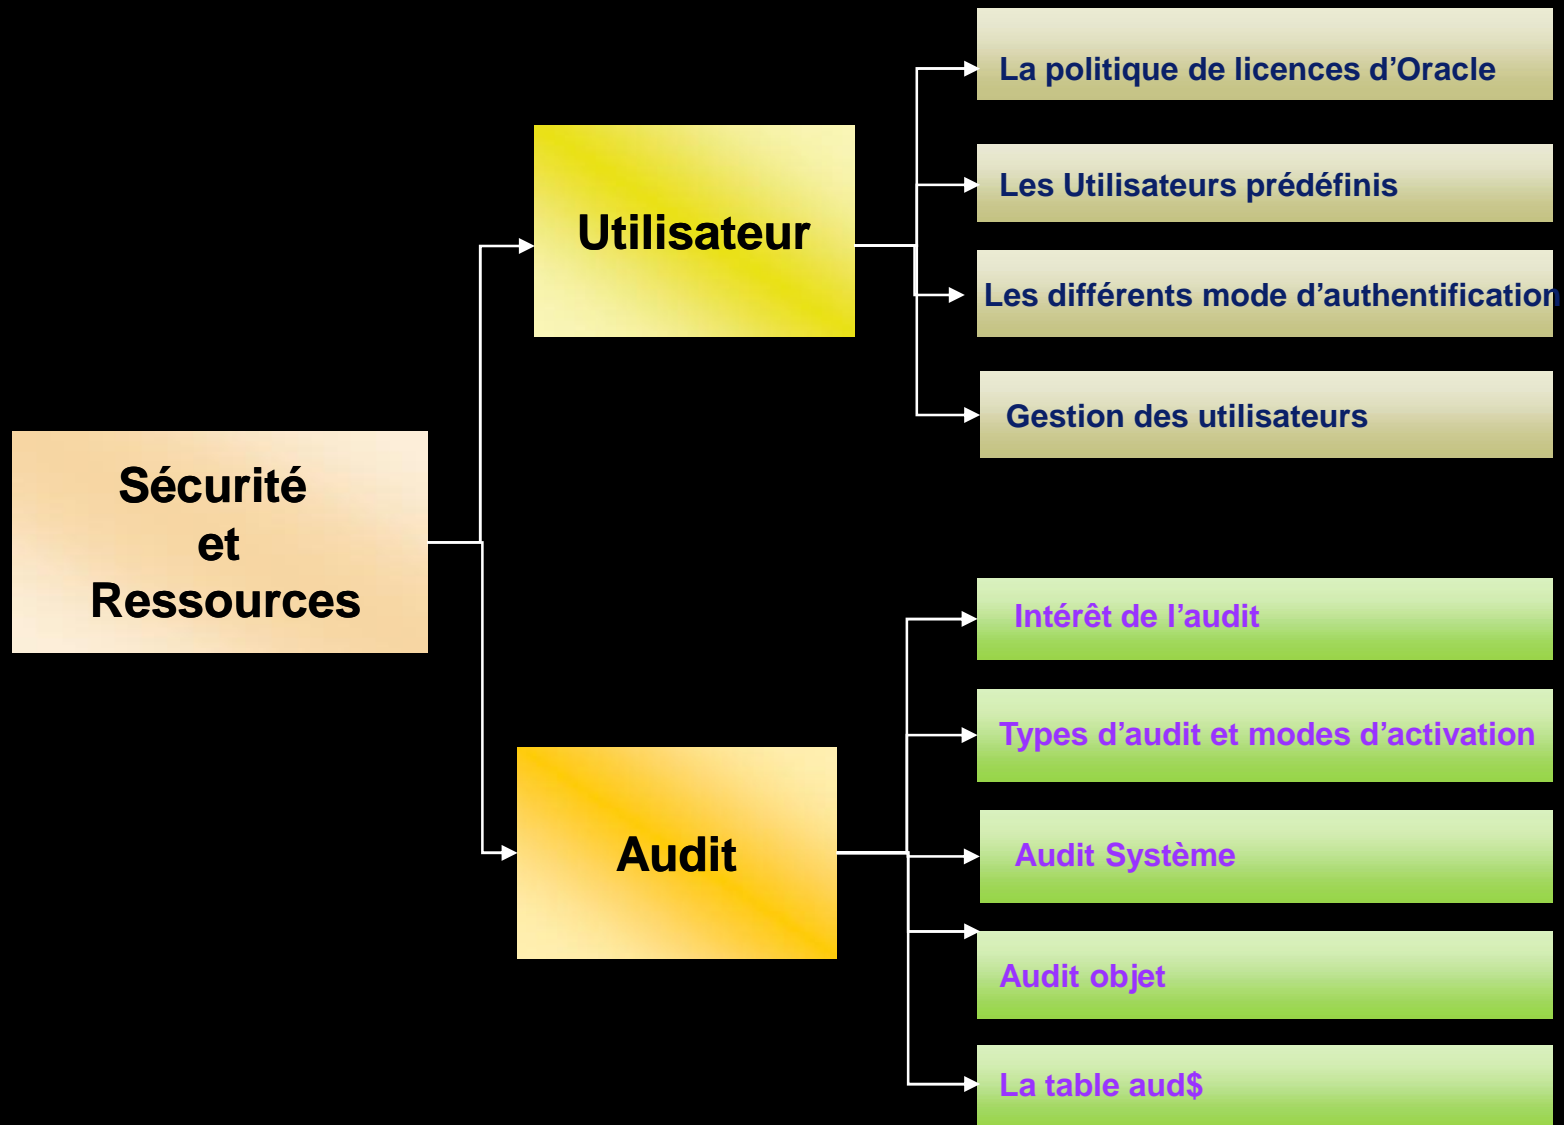 Sécurité
et
Ressources
Utilisateur
La politique de licences d’Oracle
Les Utilisateurs prédéfinis
Les différents mode d’authentification
Gestion des utilisateurs
Audit
Intérêt de l’audit
Types d’audit et modes d’activation
Audit Système
Audit objet
La table aud$